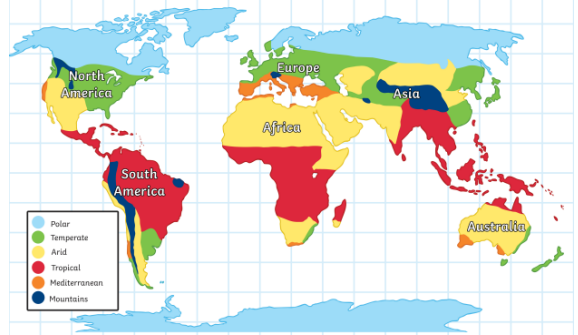 Europe
North
America
Asia
Africa
South
America
Australia
Polar
Temperate
Arid
Tropical
Mediterranean
Mountains